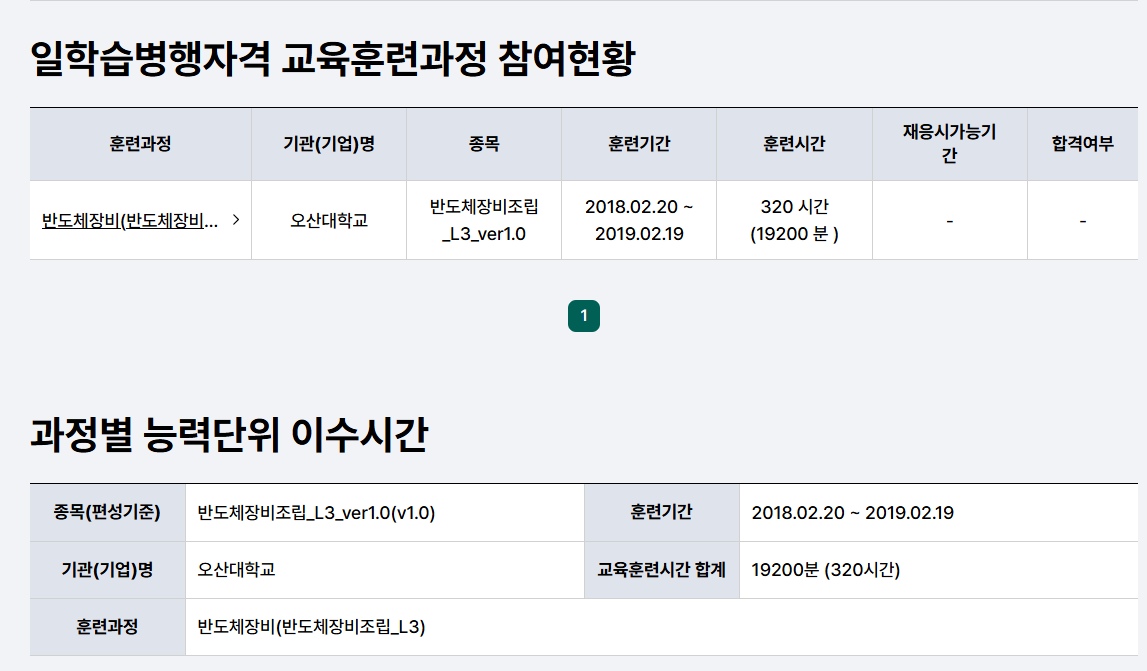 일학습병행자격 교육훈련과정 참여현황
훈련과정 기관(기업)명 종목 훈련기간 훈련시간 재응시가능기간 합격여부
반도체장비(반도체장비... > 오산대학교 반도체장비조립_L3_ver1.0 2018.02.20 ~ 2019.02.19 320 시간 (19200 분 ) - -
1
과정별 능력단위 이수시간
종목(편성기준) 반도체장비조립_L3_ver1.0(v1.0) 훈련기간 2018.02.20 ~ 2019.02.19
기관(기업)명 오산대학교 교육훈련시간 합계 19200분 (320시간)
훈련과정 반도체장비(반도체장비조립_L3)